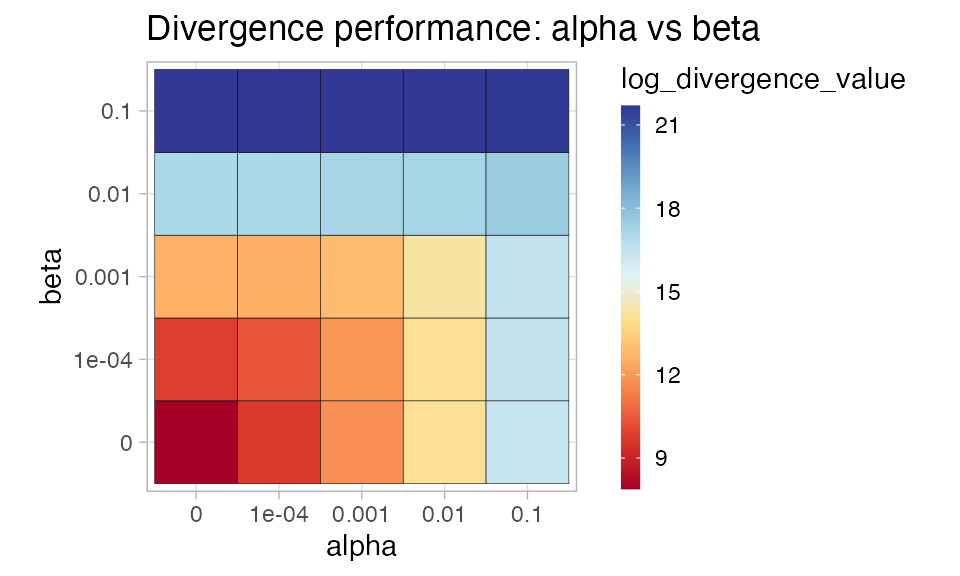 Divergence performance: alpha vs beta
log_divergence_value
21
18
15
12
9
beta
0.1
0.01
0.001
1e-04
0
0 1e-04 0.001 0.01 0.1
alpha